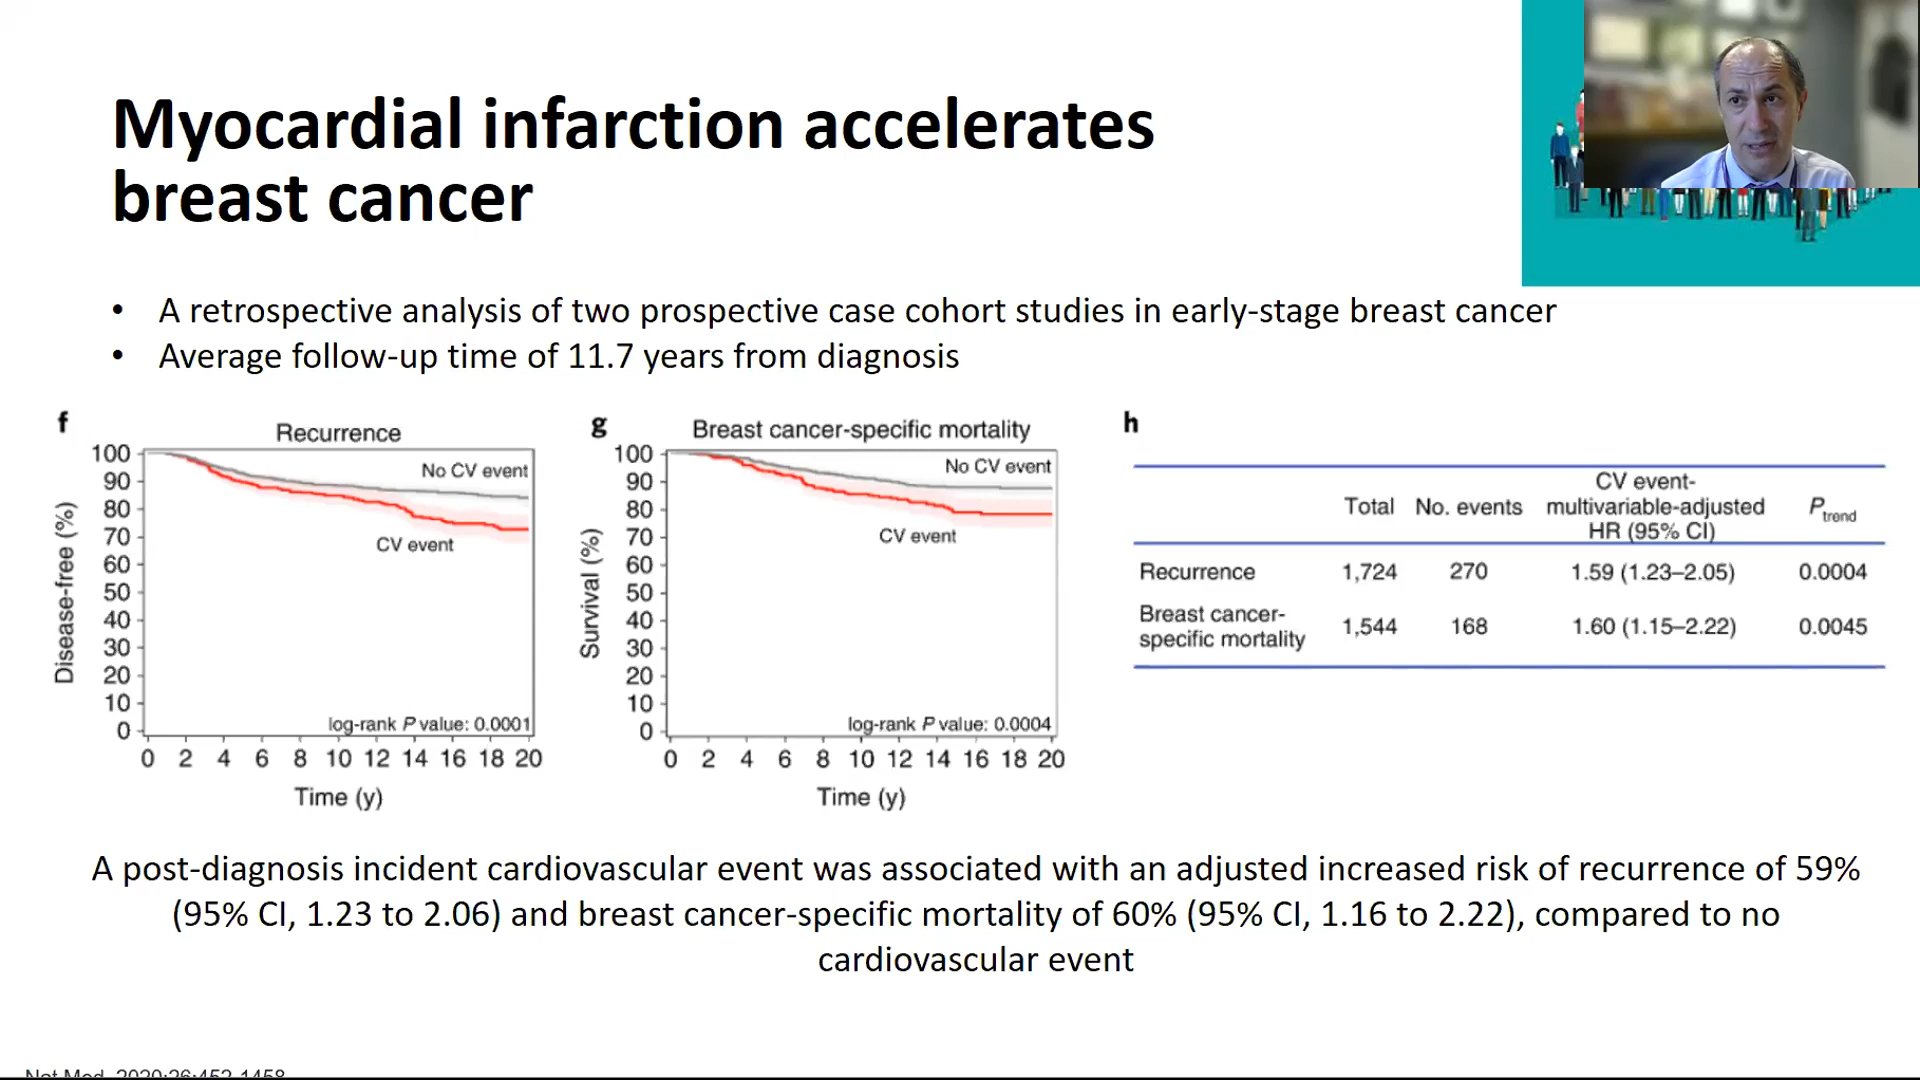 Myocardial infarction accelerates
breast cancer
• A retrospective analysis of two prospective case cohort studies in early-stage breast cancer
• Average follow-up time of 11.7 years from diagnosis
f
Recurrence
100
90
80
70
60
50
40
30
20
10
0
Disease-free (%)
No CV event
CV event
log-rank P value: 0.0001
0 2 4 6 8 10 12 14 16 18 20
Time (y)
g
Breast cancer-specific mortality
100
90
80
70
60
50
40
30
20
10
0
Survival (%)
No CV event
CV event
log-rank P value: 0.0004
0 2 4 6 8 10 12 14 16 18 20
Time (y)
h
CV event-
Total No. events multivariable-adjusted Ptrend
HR (95% CI)
Recurrence 1,724 270 1.59 (1.23–2.05) 0.0004
Breast cancer-
specific mortality 1,544 168 1.60 (1.15–2.22) 0.0045
A post-diagnosis incident cardiovascular event was associated with an adjusted increased risk of recurrence of 59%
(95% CI, 1.23 to 2.06) and breast cancer-specific mortality of 60% (95% CI, 1.16 to 2.22), compared to no
cardiovascular event
Nat Med. 2020;26:452-1458